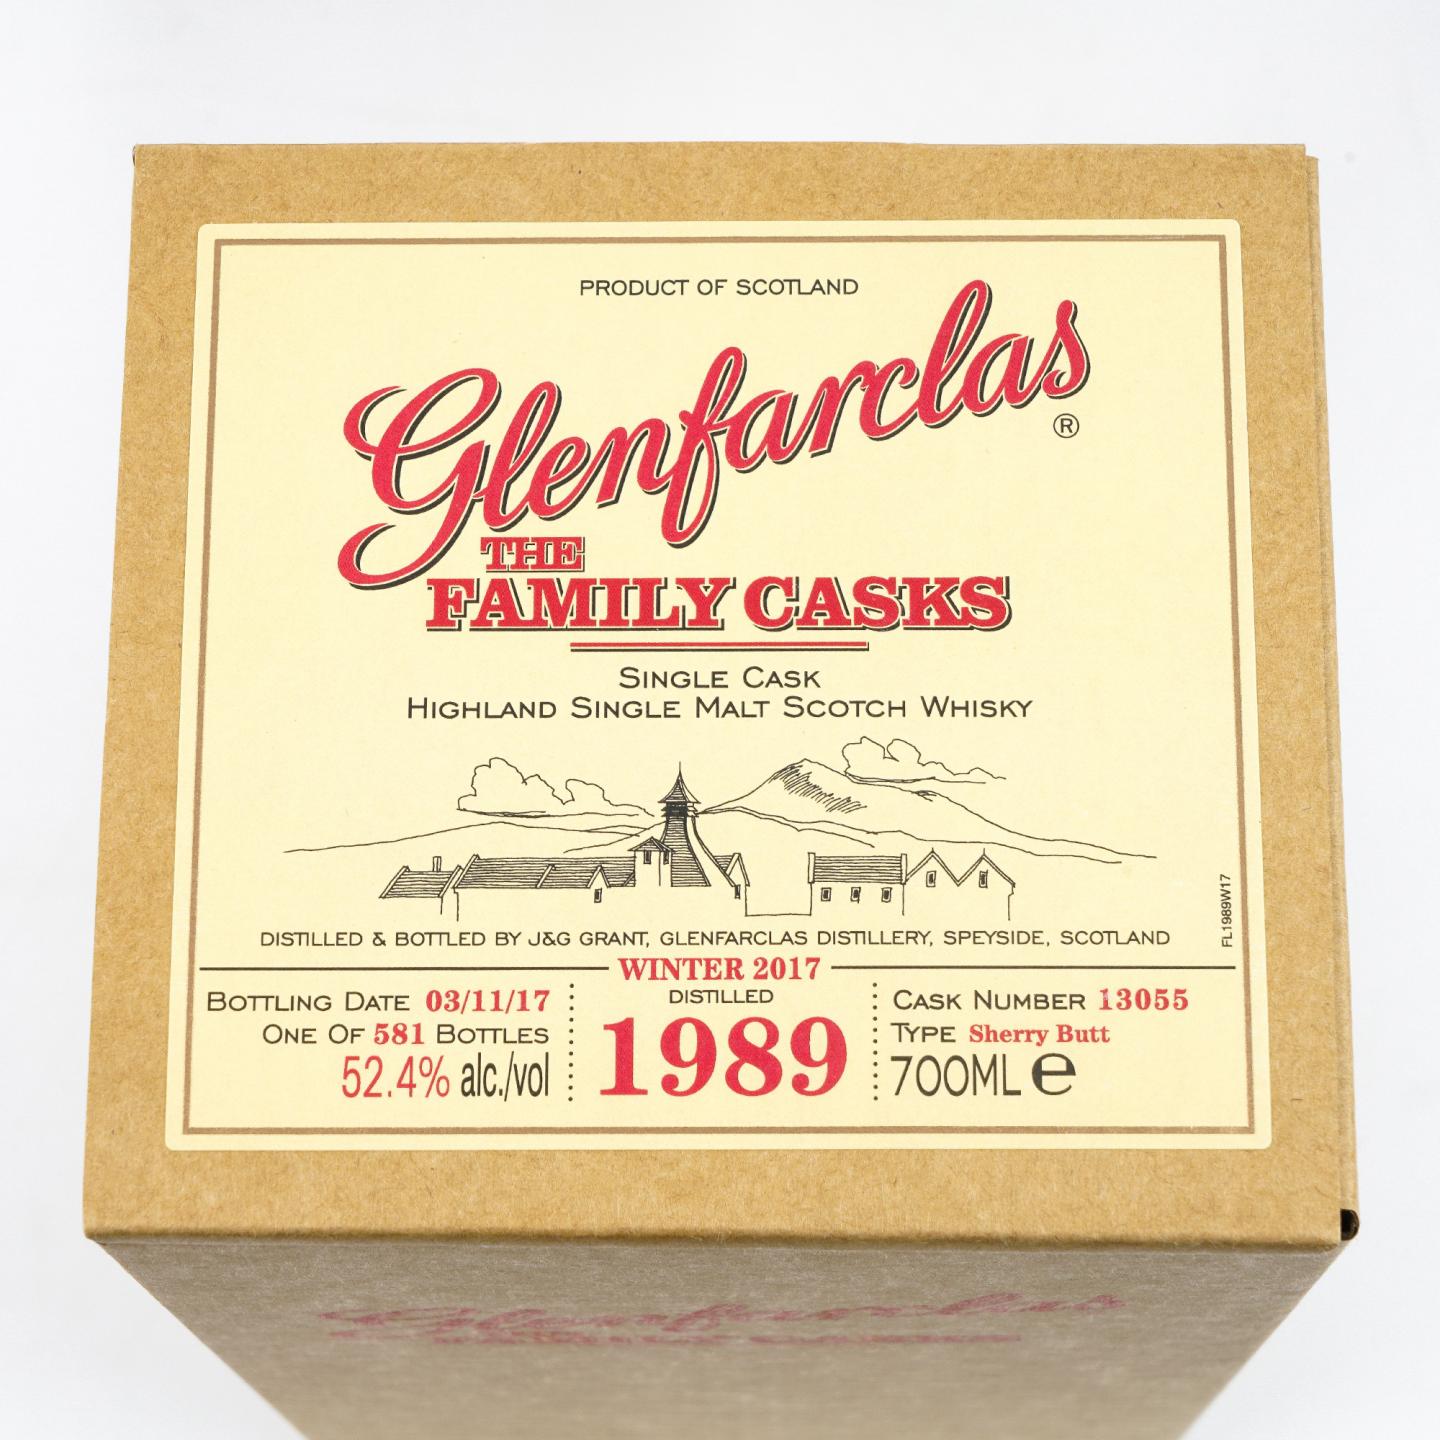 PRODUCT OF SCOTLAND
Glenfarclas ®
THE
FAMILY CASKS
SINGLE CASK
HIGHLAND SINGLE MALT SCOTCH WHISKY
DISTILLED & BOTTLED BY J&G GRANT, GLENFARCLAS DISTILLERY, SPEYSIDE, SCOTLAND
FL1989W17
WINTER 2017
BOTTLING DATE 03/11/17
ONE OF 581 BOTTLES
52.4% alc./vol
DISTILLED
1989
CASK NUMBER 13055
TYPE Sherry Butt
700ML e
Glenfarclas